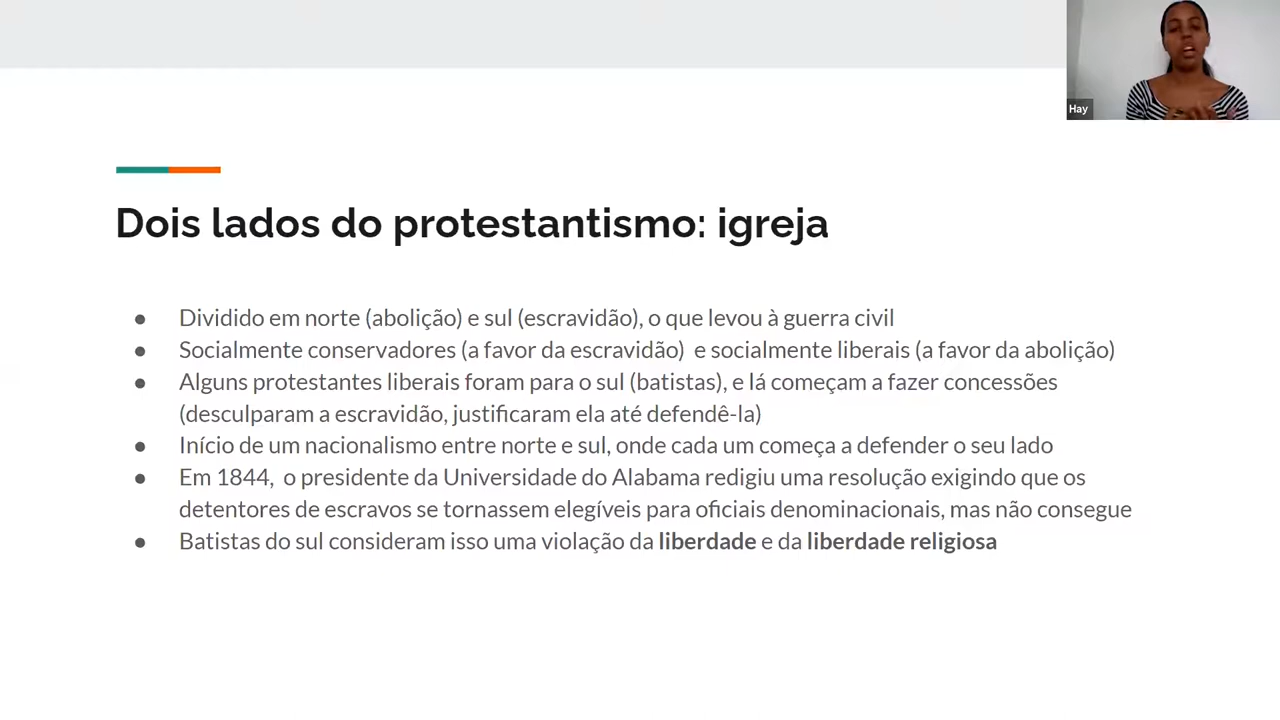 Hay
Dois lados do protestantismo: igreja
● Dividido em norte (abolição) e sul (escravidão), o que levou à guerra civil
● Socialmente conservadores (a favor da escravidão) e socialmente liberais (a favor da abolição)
● Alguns protestantes liberais foram para o sul (batistas), e lá começam a fazer concessões
(desculparam a escravidão, justificaram ela até defendê-la)
● Início de um nacionalismo entre norte e sul, onde cada um começa a defender o seu lado
● Em 1844, o presidente da Universidade do Alabama redigiu uma resolução exigindo que os
detentores de escravos se tornassem elegíveis para oficiais denominacionais, mas não consegue
● Batistas do sul consideram isso uma violação da liberdade e da liberdade religiosa